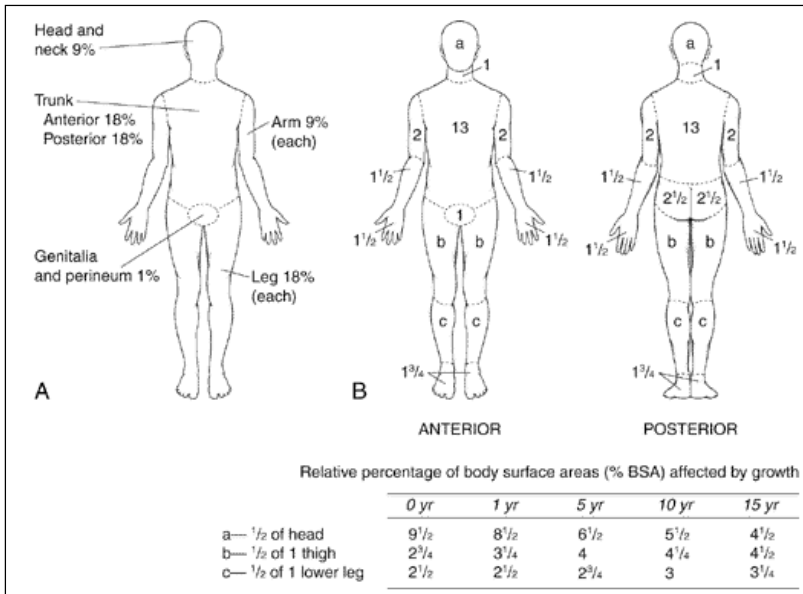 Head and
neck 9%
Trunk
Anterior 18%
Posterior 18%
Arm 9%
(each)
Genitalia
and perineum 1%
Leg 18%
(each)
A
a
1
2
13
2
1½
1½
1
1½
1½
b
b
c
c
1¾
B
ANTERIOR
a
1
2
13
2
1½
1½
2½
2½
1½
1½
b
b
c
c
1¾
POSTERIOR
Relative percentage of body surface areas (% BSA) affected by growth
0 yr 1 yr 5 yr 10 yr 15 yr
a— ½ of head 9½ 8½ 6½ 5½ 4½
b— ½ of 1 thigh 2¾ 3¼ 4 4¼ 4½
c— ½ of 1 lower leg 2½ 2½ 2¾ 3 3¼